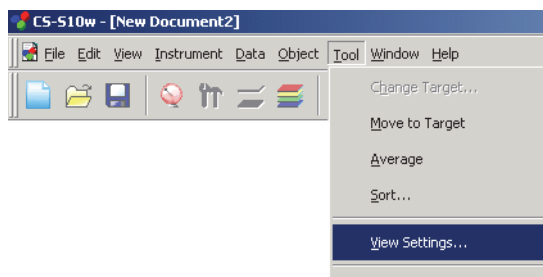 CS-S10w - [New Document2]
File Edit View Instrument Data Object Tool Window Help
Change Target...
Move to Target
Average
Sort...
View Settings...